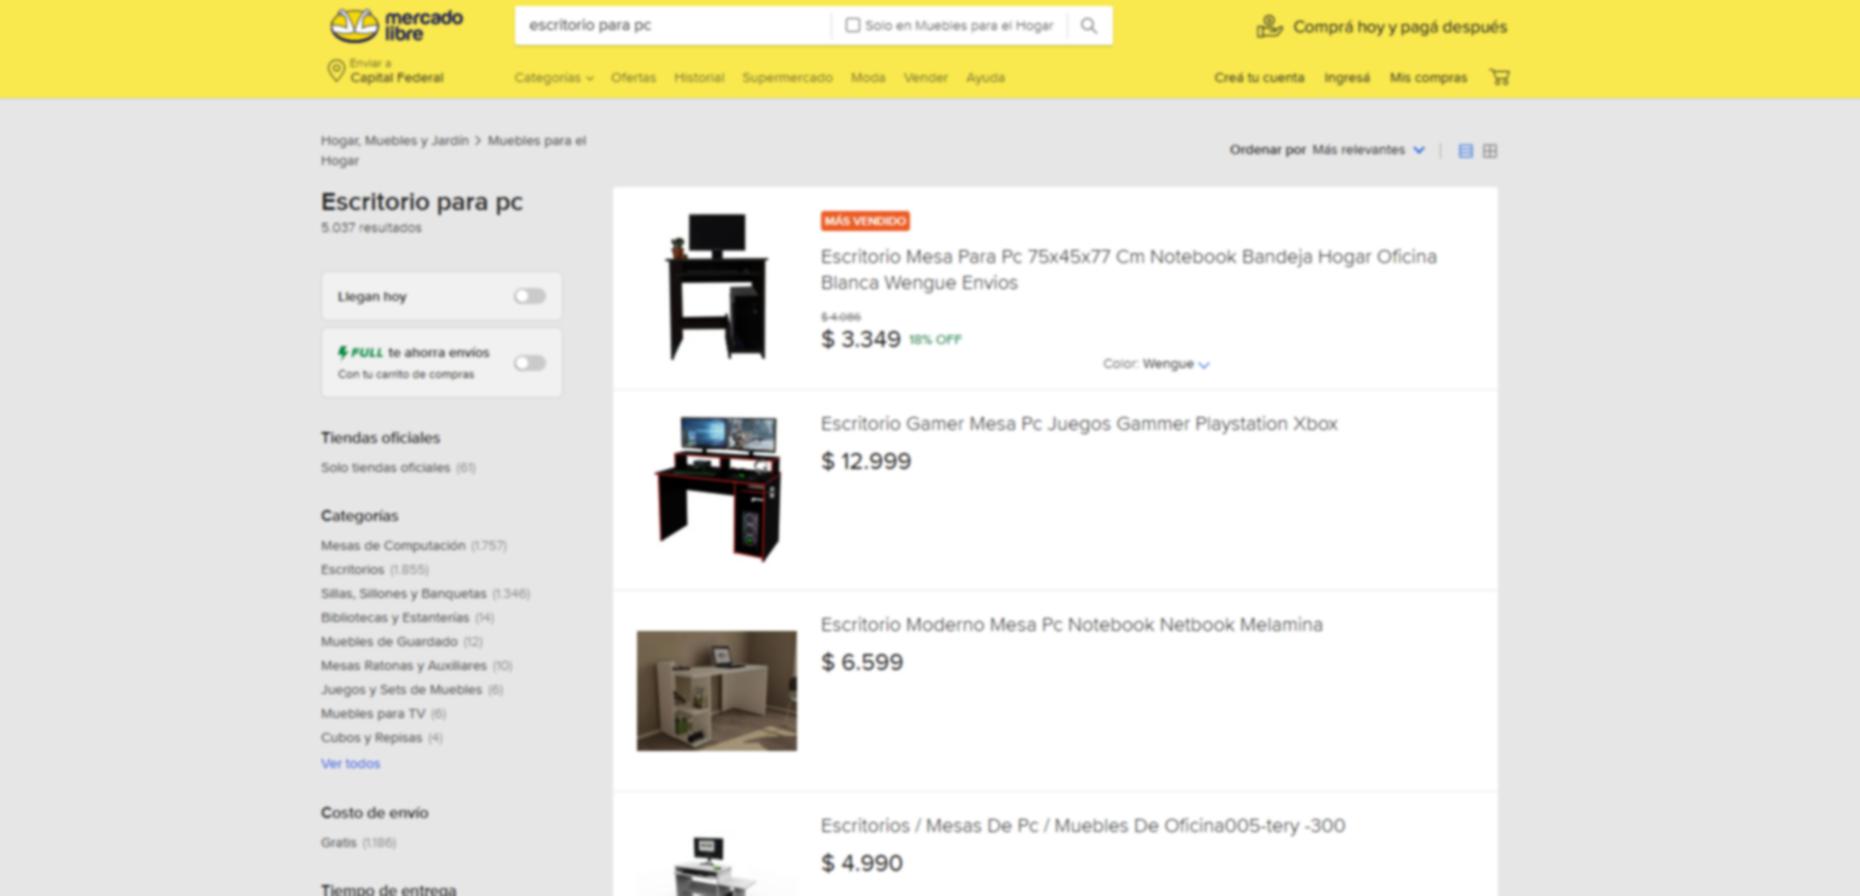 mercado
libre
escritorio para pc
Solo en Muebles para el Hogar
Comprá hoy y pagá después
Enviar a
Capital Federal
Categorías Ofertas Historial Supermercado Moda Vender Ayuda
Creá tu cuenta Ingresá Mis compras
Hogar, Muebles y Jardín > Muebles para el
Hogar
Ordenar por Más relevantes
Escritorio para pc
5.037 resultados
Llegan hoy
FULL te ahorra envíos
Con tu carrito de compras
Tiendas oficiales
Solo tiendas oficiales (61)
Categorías
Mesas de Computación (1.757)
Escritorios (1.855)
Sillas, Sillones y Banquetas (1.346)
Bibliotecas y Estanterías (14)
Muebles de Guardado (12)
Mesas Ratonas y Auxiliares (10)
Juegos y Sets de Muebles (6)
Muebles para TV (6)
Cubos y Repisas (4)
Ver todos
Costo de envío
Gratis (1.186)
Tiempo de entrega
MÁS VENDIDO
Escritorio Mesa Para Pc 75x45x77 Cm Notebook Bandeja Hogar Oficina
Blanca Wengue Envios
$ 4.086
$ 3.349 18% OFF
Color: Wengue
Escritorio Gamer Mesa Pc Juegos Gammer Playstation Xbox
$ 12.999
Escritorio Moderno Mesa Pc Notebook Netbook Melamina
$ 6.599
Escritorios / Mesas De Pc / Muebles De Oficina005-tery -300
$ 4.990